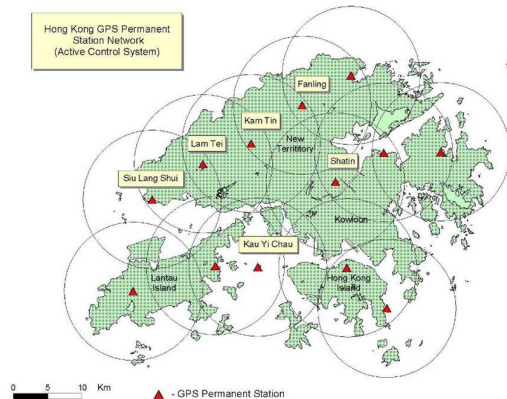 Hong Kong GPS Permanent
Station Network
(Active Control System)
Fanling
Kam Tin
New
Territitory
Lam Tei
Shatin
Siu Lang Shui
Kowloon
Kau Yi Chau
Lantau
Island
Hong Kong
Island
0 5 10 Km
- GPS Permanent Station